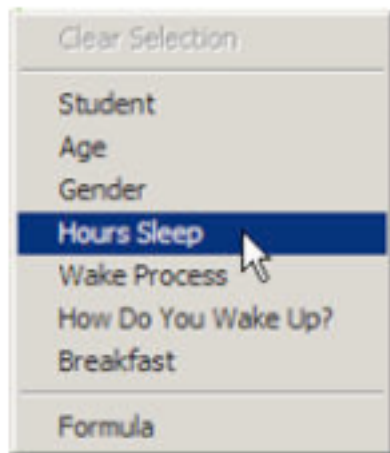 Clear Selection
Student
Age
Gender
Hours Sleep
Wake Process
How Do You Wake Up?
Breakfast
Formula